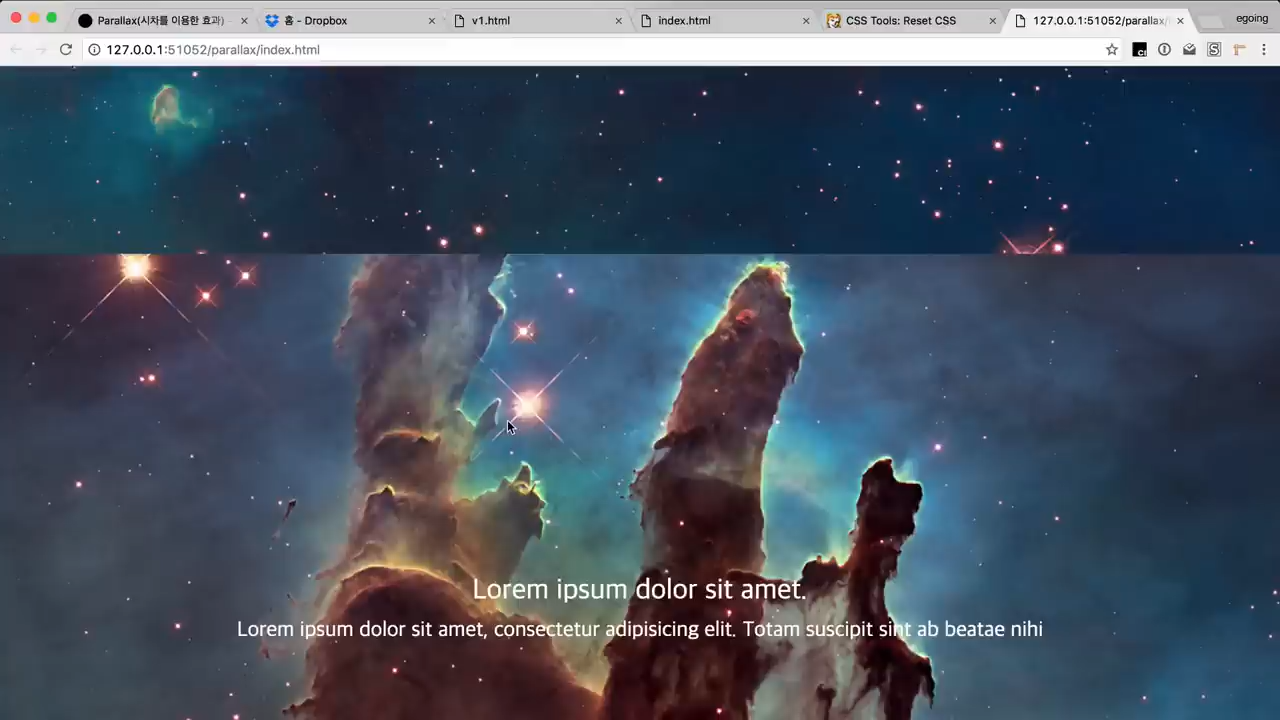 Parallax(시차를 이용한 효과)
홈 - Dropbox
v1.html
index.html
CSS Tools: Reset CSS
127.0.0.1:51052/parallax/
egoing
127.0.0.1:51052/parallax/index.html
Lorem ipsum dolor sit amet.
Lorem ipsum dolor sit amet, consectetur adipisicing elit. Totam suscipit sint ab beatae nihi